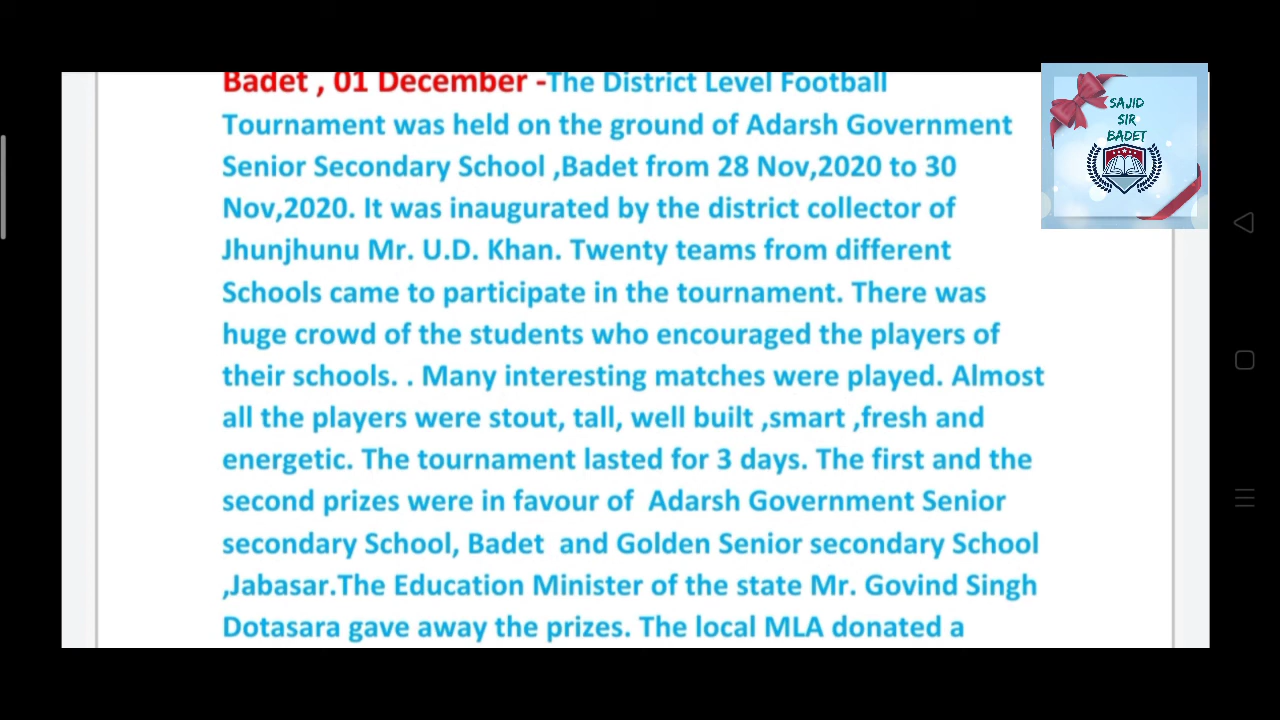 Badet , 01 December -The District Level Football
Tournament was held on the ground of Adarsh Government
Senior Secondary School ,Badet from 28 Nov,2020 to 30
Nov,2020. It was inaugurated by the district collector of
Jhunjhunu Mr. U.D. Khan. Twenty teams from different
Schools came to participate in the tournament. There was
huge crowd of the students who encouraged the players of
their schools. . Many interesting matches were played. Almost
all the players were stout, tall, well built ,smart ,fresh and
energetic. The tournament lasted for 3 days. The first and the
second prizes were in favour of  Adarsh Government Senior
secondary School, Badet  and Golden Senior secondary School
,Jabasar.The Education Minister of the state Mr. Govind Singh
Dotasara gave away the prizes. The local MLA donated a
SAJID
SIR
BADET